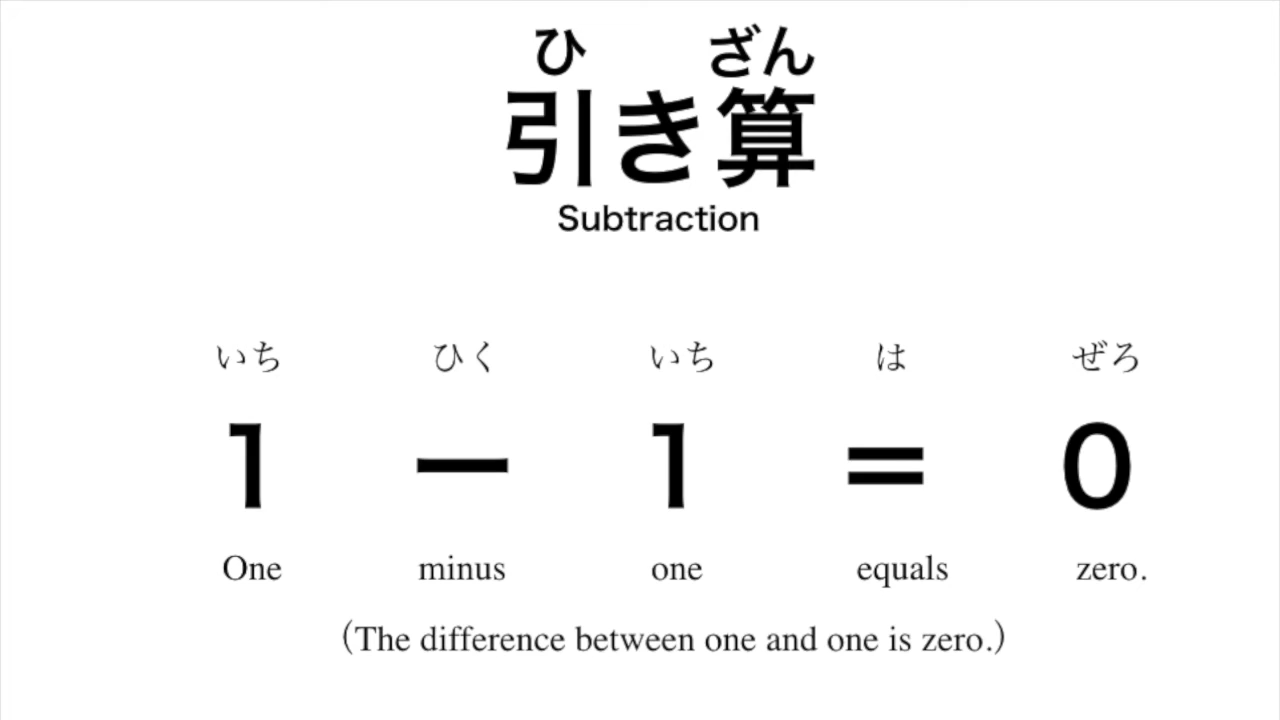 ひ ざん
引き算
Subtraction
いち ひく いち は ぜろ
1 − 1 = 0
One minus one equals zero.
(The difference between one and one is zero.)